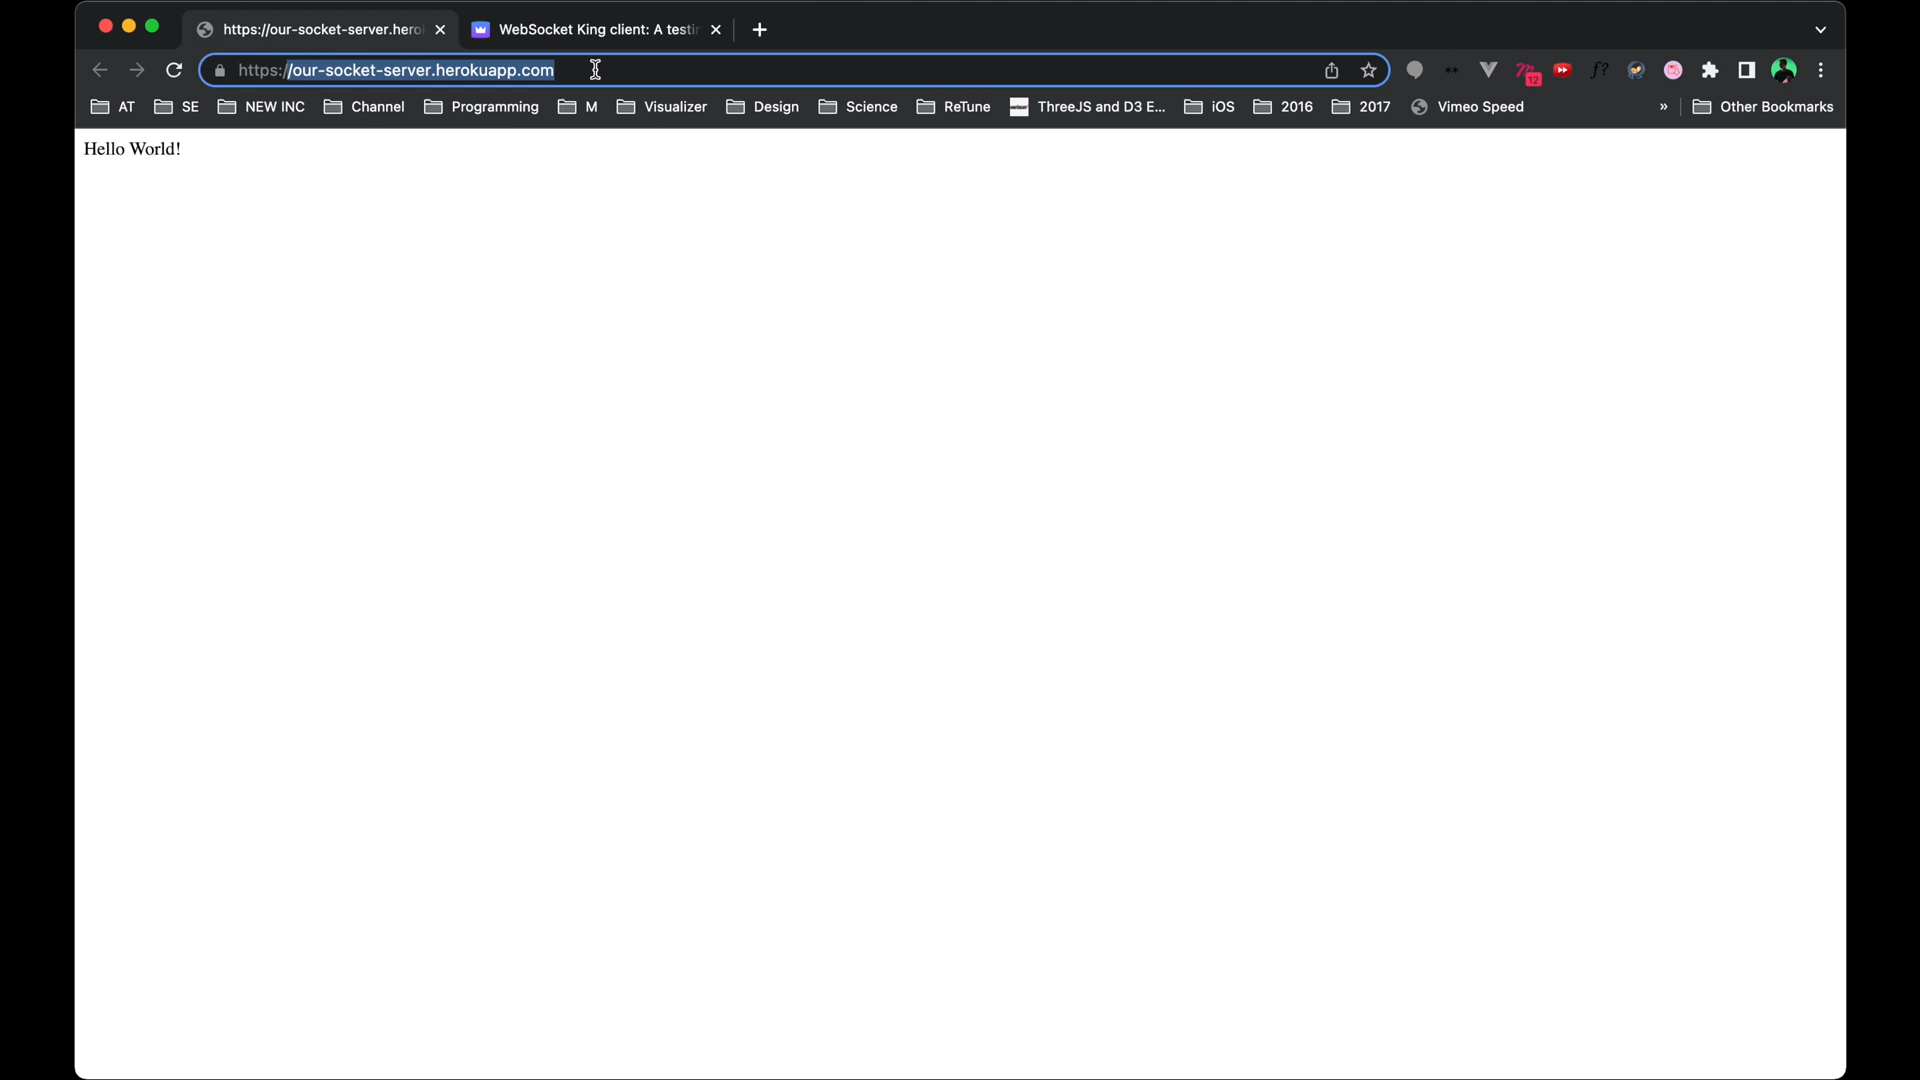 https://our-socket-server.hero
WebSocket King client: A testi
https://our-socket-server.herokuapp.com
12
f?
AT
SE
NEW INC
Channel
Programming
M
Visualizer
Design
Science
ReTune
ThreeJS and D3 E...
iOS
2016
2017
Vimeo Speed
»
Other Bookmarks
Hello World!